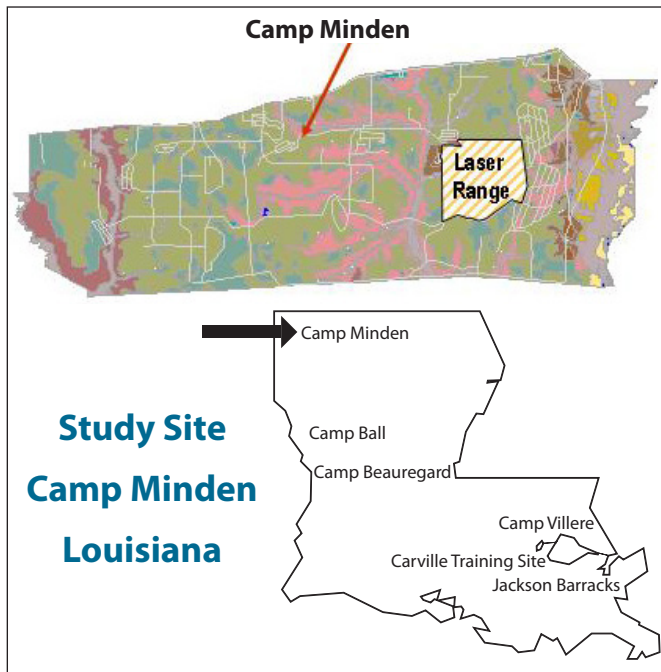 Camp Minden
Laser
Range
Camp Minden
Study Site
Camp Minden
Louisiana
Camp Ball
Camp Beauregard
Camp Villere
Carville Training Site
Jackson Barracks